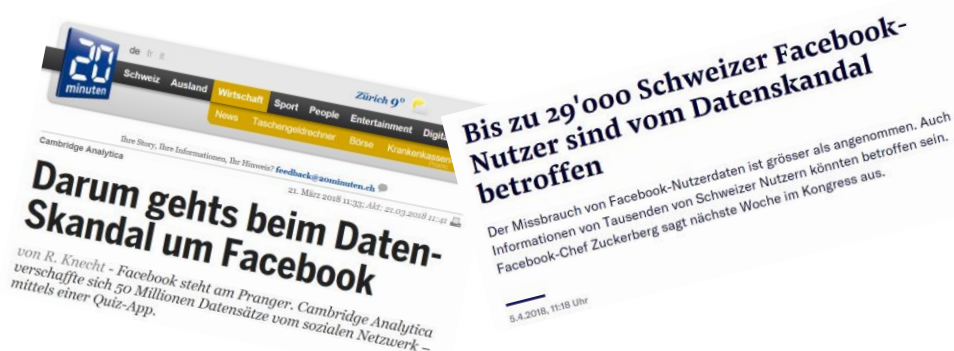 20
minuten
de fr it
Schweiz Ausland Wirtschaft Sport People Entertainment Digita
Zürich 9°
News Taschengeldrechner Börse Krankenkassen
Cambridge Analytica
Ihre Story, Ihre Informationen, Ihr Hinweis? feedback@20minuten.ch
21. März 2018 11:33; Akt: 21.03.2018 11:41
Darum gehts beim Daten-
Skandal um Facebook
von R. Knecht - Facebook steht am Pranger. Cambridge Analytica
verschaffte sich 50 Millionen Datensätze vom sozialen Netzwerk –
mittels einer Quiz-App.
Bis zu 29'000 Schweizer Facebook-
Nutzer sind vom Datenskandal
betroffen
Der Missbrauch von Facebook-Nutzerdaten ist grösser als angenommen. Auch
Informationen von Tausenden von Schweizer Nutzern könnten betroffen sein.
Facebook-Chef Zuckerberg sagt nächste Woche im Kongress aus.
5.4.2018, 11:18 Uhr